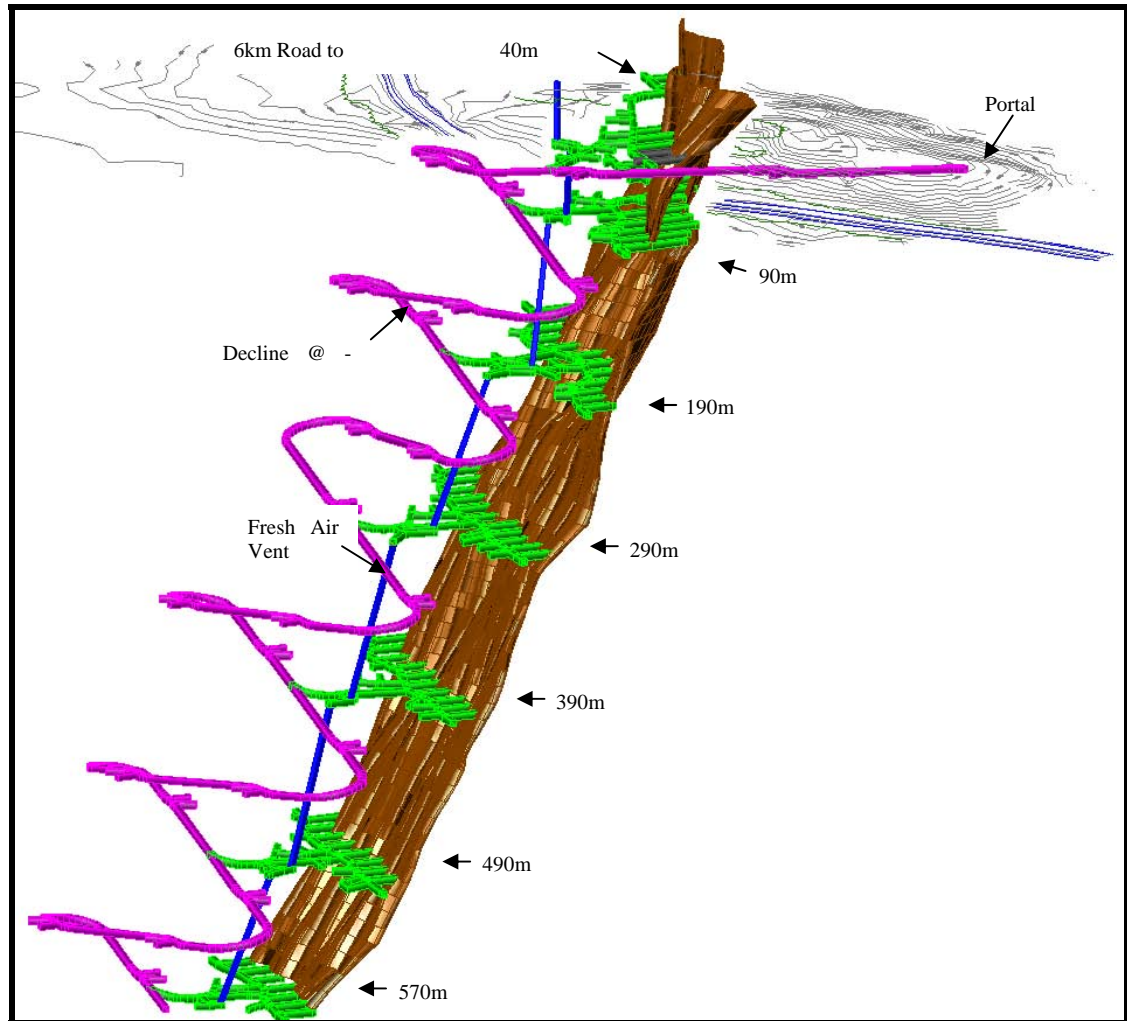 6km Road to
40m
Portal
90m
Decline @ -
190m
Fresh Air
Vent
290m
390m
490m
570m